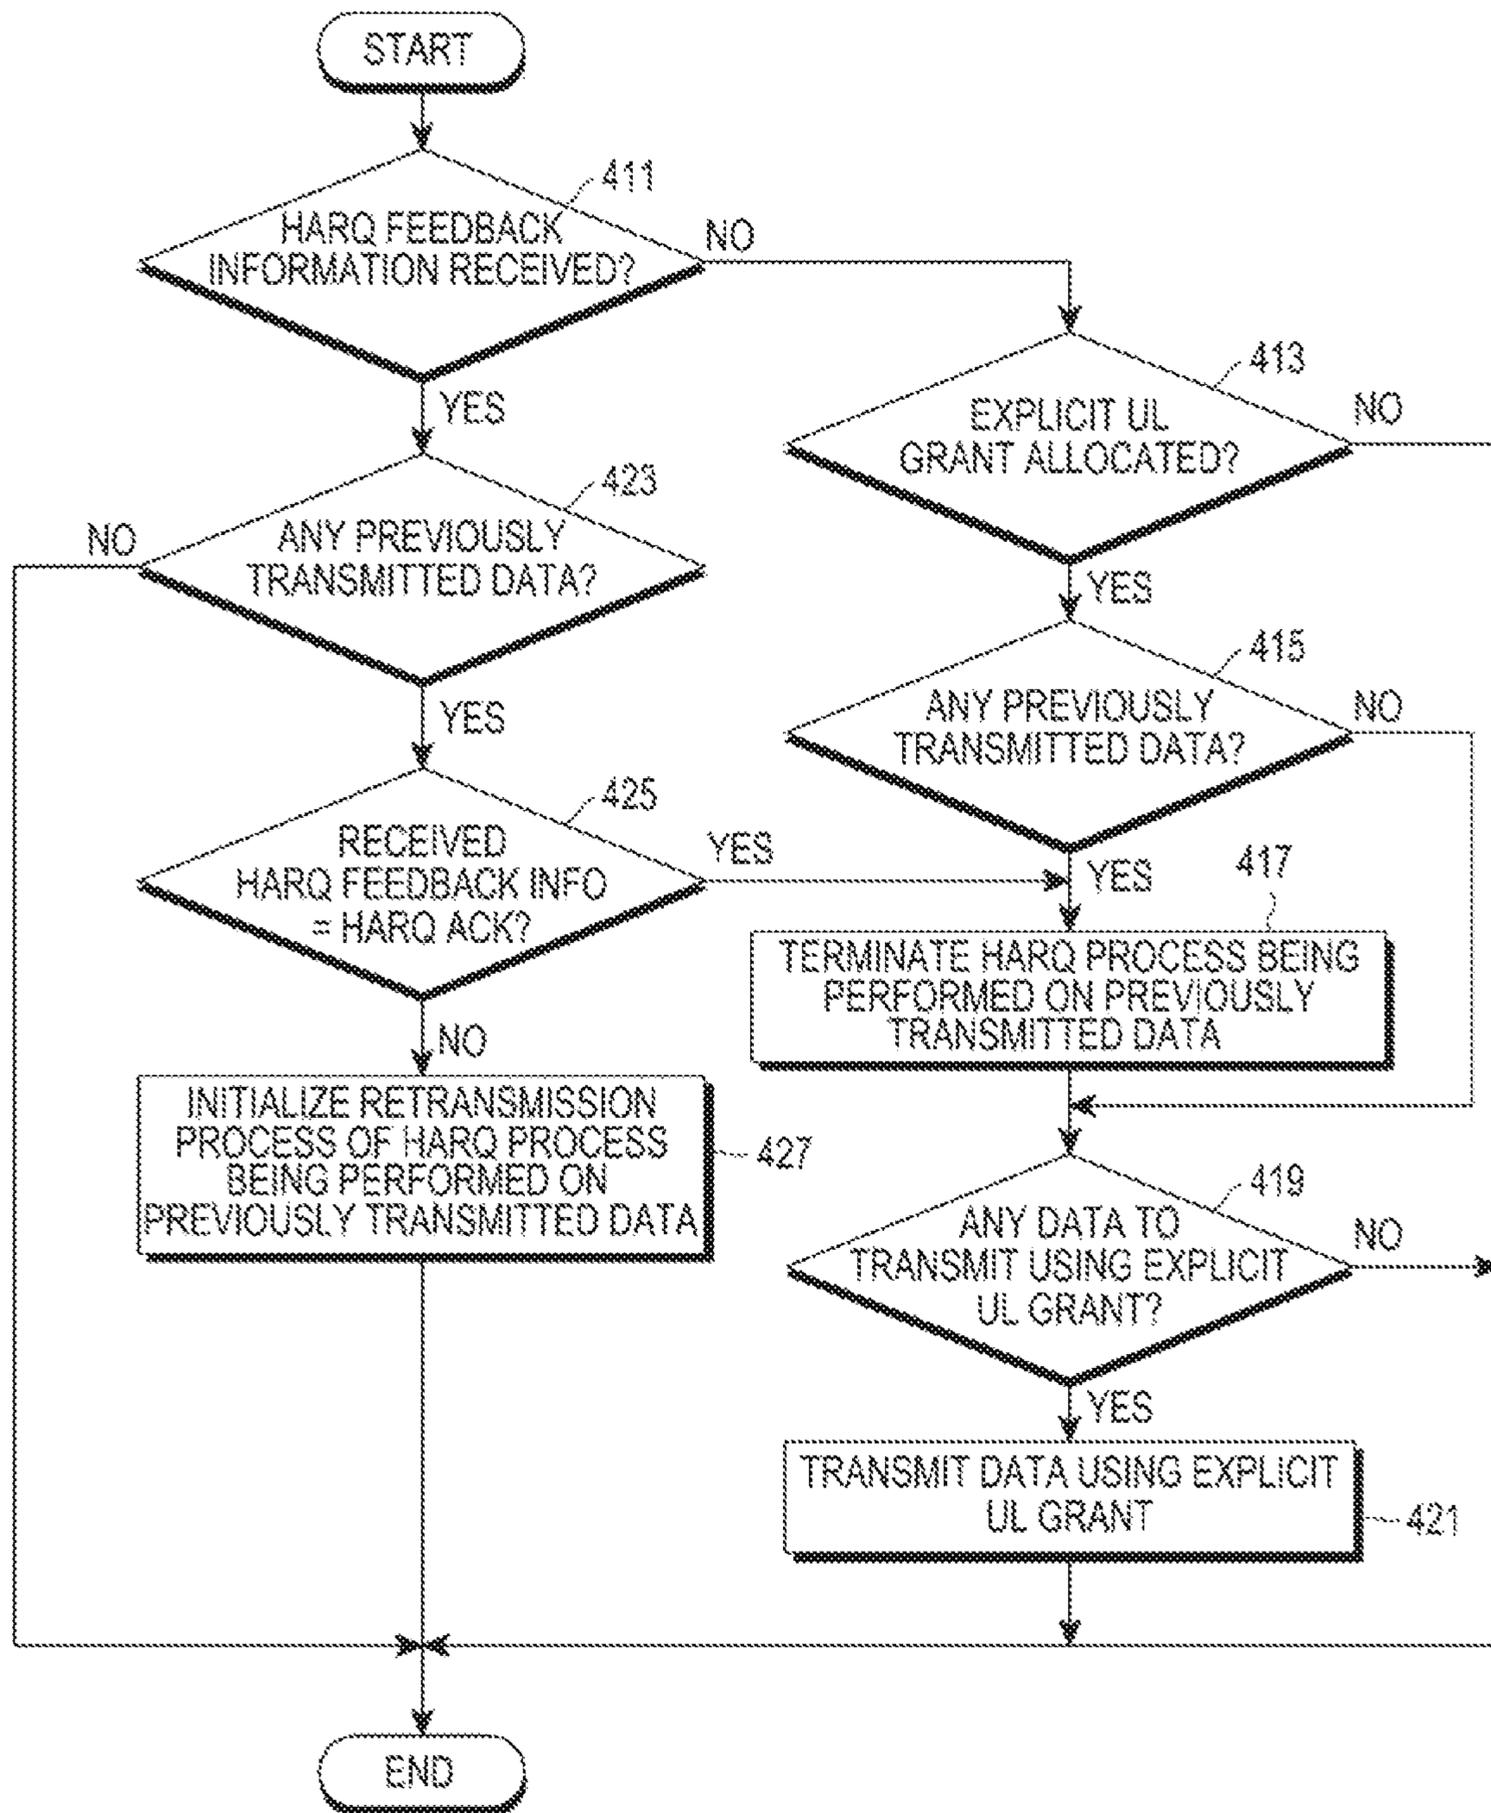 START
411
HARQ FEEDBACK
INFORMATION RECEIVED?
NO
YES
413
EXPLICIT UL
GRANT ALLOCATED?
NO
YES
423
ANY PREVIOUSLY
TRANSMITTED DATA?
NO
YES
415
ANY PREVIOUSLY
TRANSMITTED DATA?
NO
YES
425
RECEIVED
HARQ FEEDBACK INFO
= HARQ ACK?
YES
NO
417
TERMINATE HARQ PROCESS BEING
PERFORMED ON PREVIOUSLY
TRANSMITTED DATA
INITIALIZE RETRANSMISSION
PROCESS OF HARQ PROCESS
BEING PERFORMED ON
PREVIOUSLY TRANSMITTED DATA
427
419
ANY DATA TO
TRANSMIT USING EXPLICIT
UL GRANT?
NO
YES
TRANSMIT DATA USING EXPLICIT
UL GRANT
421
END